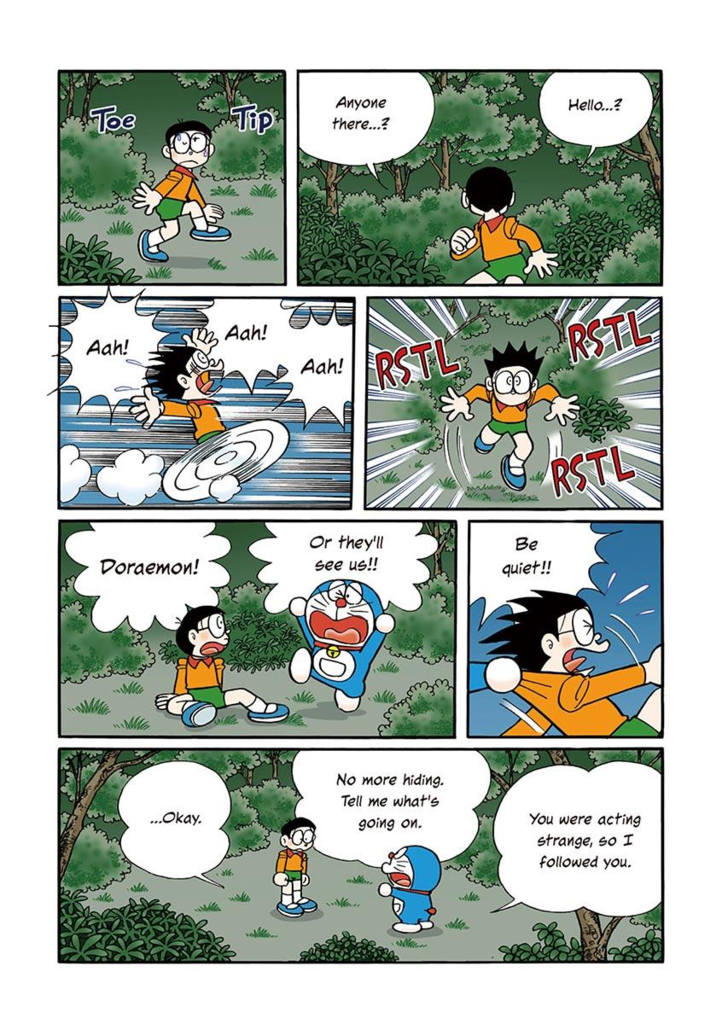 Hello...?
Anyone
there...?
Tip
Toe
RSTL
RSTL
RSTL
Aah!
Aah!
Aah!
Be
quiet!!
Or they'll
see us!!
Doraemon!
You were acting
strange, so I
followed you.
No more hiding.
Tell me what's
going on.
...Okay.